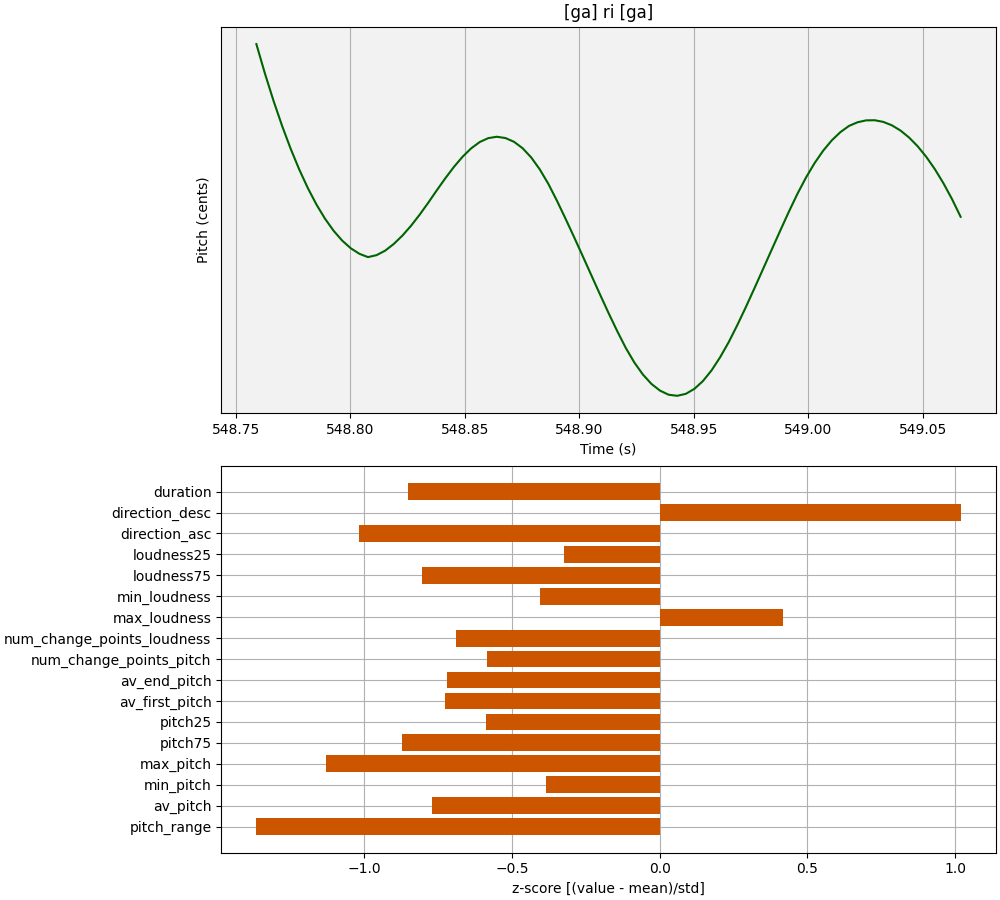 [ga] ri [ga]
Pitch (cents)
548.75 548.80 548.85 548.90 548.95 549.00 549.05
Time (s)
duration
direction_desc
direction_asc
loudness25
loudness75
min_loudness
max_loudness
num_change_points_loudness
num_change_points_pitch
av_end_pitch
av_first_pitch
pitch25
pitch75
max_pitch
min_pitch
av_pitch
pitch_range
−1.0 −0.5 0.0 0.5 1.0
z-score [(value - mean)/std]